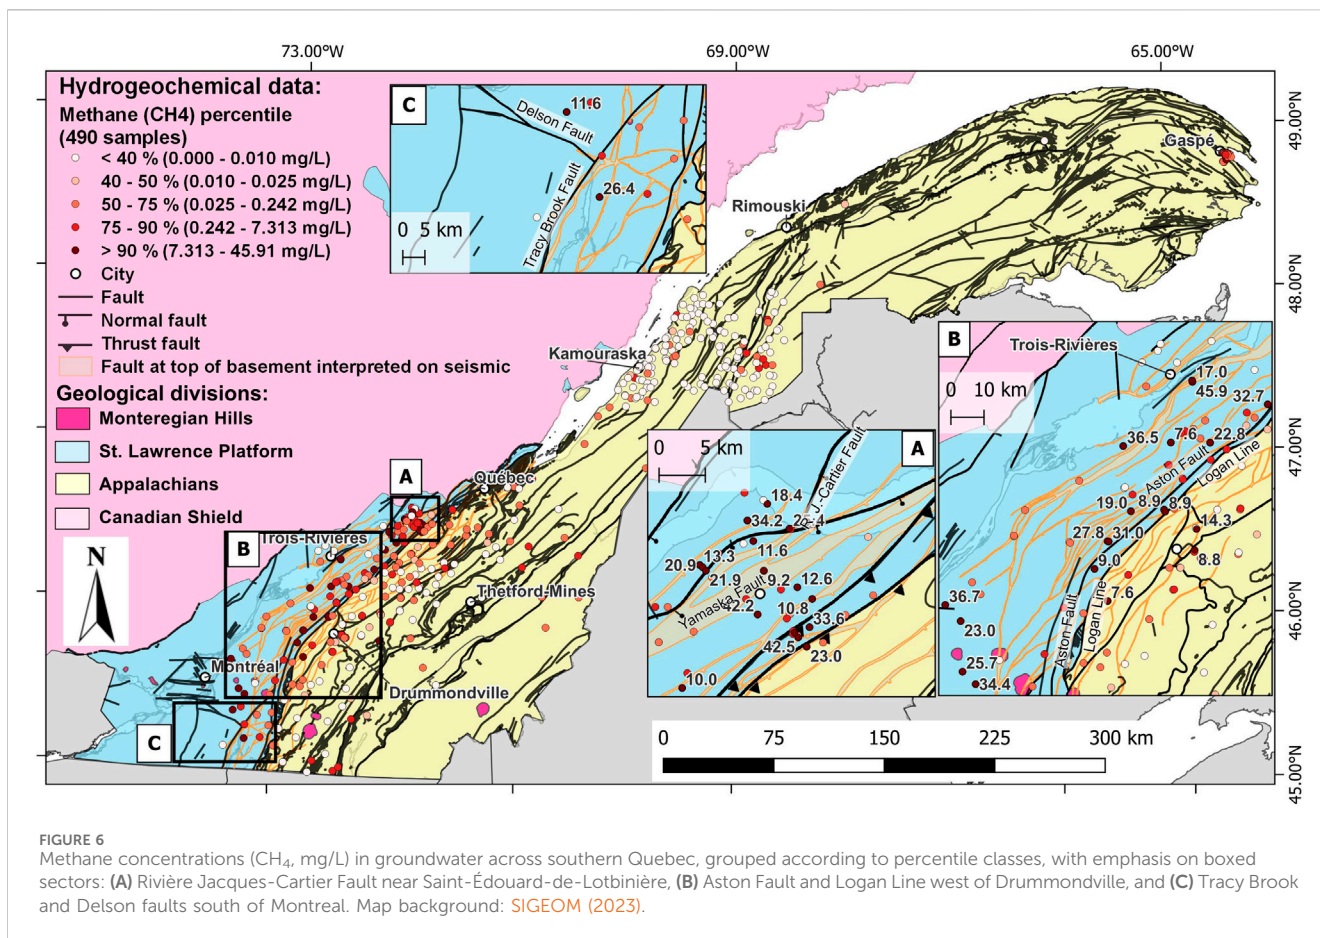 73.00°W
69.00°W
65.00°W
Hydrogeochemical data:
Methane (CH4) percentile
(490 samples)
< 40 % (0.000 - 0.010 mg/L)
40 - 50 % (0.010 - 0.025 mg/L)
50 - 75 % (0.025 - 0.242 mg/L)
75 - 90 % (0.242 - 7.313 mg/L)
> 90 % (7.313 - 45.91 mg/L)
City
Fault
Normal fault
Thrust fault
Fault at top of basement interpreted on seismic
Geological divisions:
Monteregian Hills
St. Lawrence Platform
Appalachians
Canadian Shield
N
C
Delson Fault
11.6
Tracy Brook Fault
26.4
0 5 km
Gaspé
Rimouski
Kamouraska
Québec
Trois-Rivières
Thetford-Mines
Montréal
Drummondville
A
B
C
49.00°N
48.00°N
47.00°N
46.00°N
45.00°N
A
0 5 km
J.-Cartier Fault
18.4
34.2
13.3
20.9
21.9
11.6
9.2
12.6
Yamaska Fault
10.8
33.6
42.5
23.0
10.0
B
Trois-Rivières
0 10 km
17.0
45.9
32.7
36.5
7.6
22.8
Aston Fault
Logan Line
19.0
8.9
8.9
14.3
27.8
31.0
8.8
9.0
7.6
36.7
23.0
Aston Fault
Logan Line
25.7
34.4
0 75 150 225 300 km
FIGURE 6
Methane concentrations (CH₄, mg/L) in groundwater across southern Quebec, grouped according to percentile classes, with emphasis on boxed
sectors: (A) Rivière Jacques-Cartier Fault near Saint-Édouard-de-Lotbinière, (B) Aston Fault and Logan Line west of Drummondville, and (C) Tracy Brook
and Delson faults south of Montreal. Map background: SIGEOM (2023).